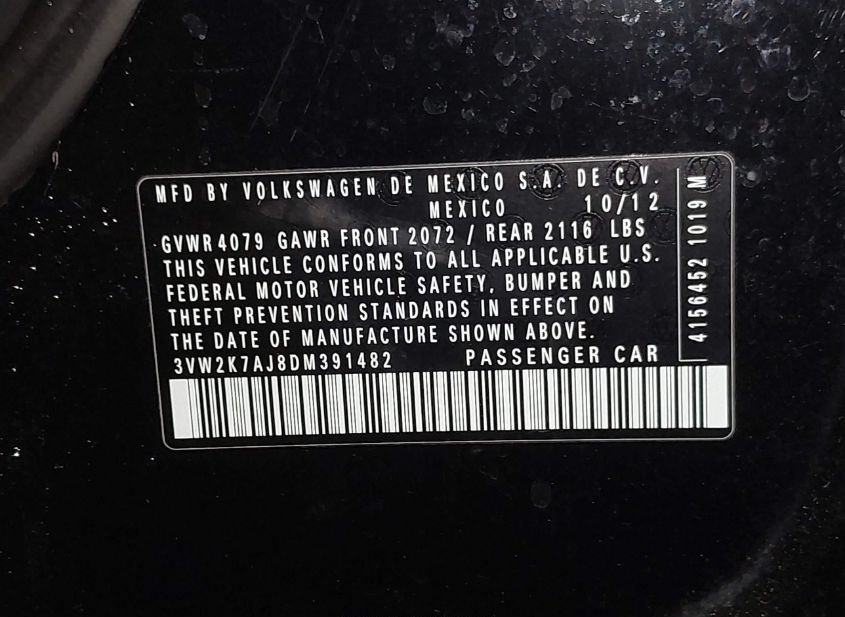 MFD BY VOLKSWAGEN DE MEXICO S.A. DE C.V.
MEXICO 10/12
GVWR 4079 GAWR FRONT 2072 / REAR 2116 LBS
THIS VEHICLE CONFORMS TO ALL APPLICABLE U.S.
FEDERAL MOTOR VEHICLE SAFETY, BUMPER AND
THEFT PREVENTION STANDARDS IN EFFECT ON
THE DATE OF MANUFACTURE SHOWN ABOVE.
3VW2K7AJ8DM391482 PASSENGER CAR
4156452 1019 M